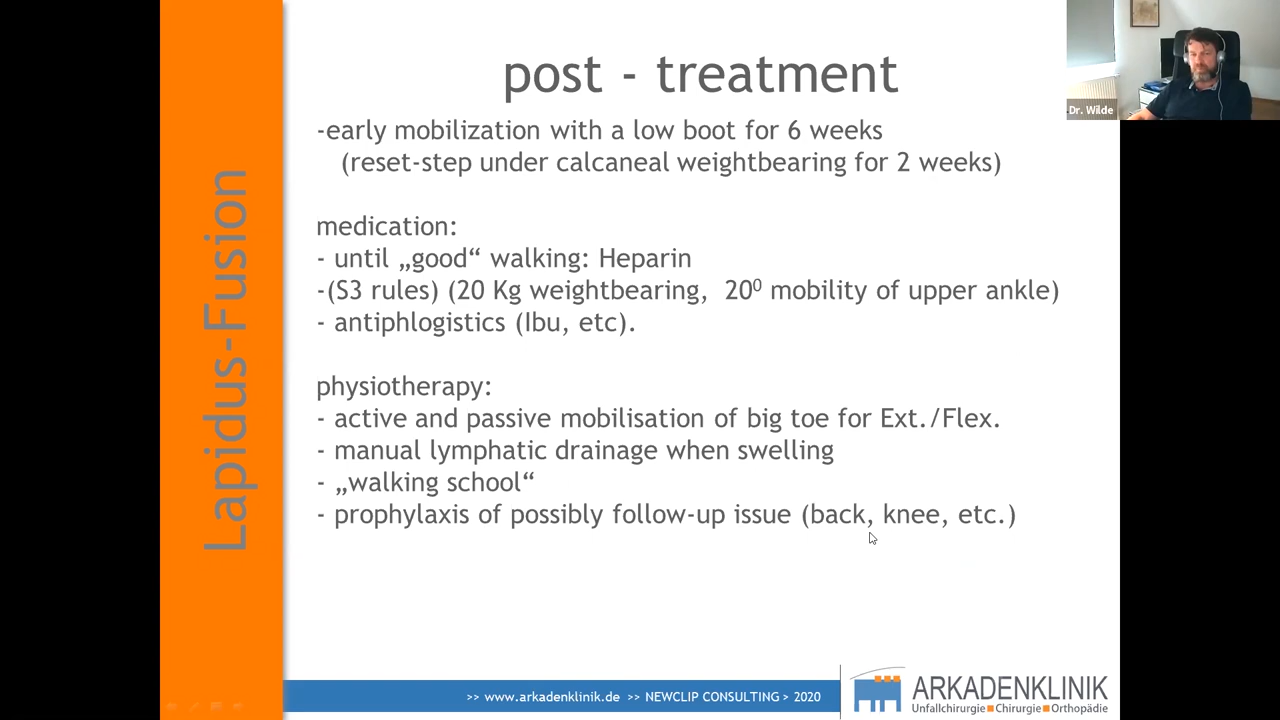 post - treatment
Dr. Wilde
-early mobilization with a low boot for 6 weeks
(reset-step under calcaneal weightbearing for 2 weeks)
Lapidus-Fusion
medication:
- until „good“ walking: Heparin
-(S3 rules) (20 Kg weightbearing, 20⁰ mobility of upper ankle)
- antiphlogistics (Ibu, etc).
physiotherapy:
- active and passive mobilisation of big toe for Ext./Flex.
- manual lymphatic drainage when swelling
- „walking school“
- prophylaxis of possibly follow-up issue (back, knee, etc.)
>> www.arkadenklinik.de >> NEWCLIP CONSULTING > 2020
ARKADENKLINIK
Unfallchirurgie ■ Chirurgie ■ Orthopädie